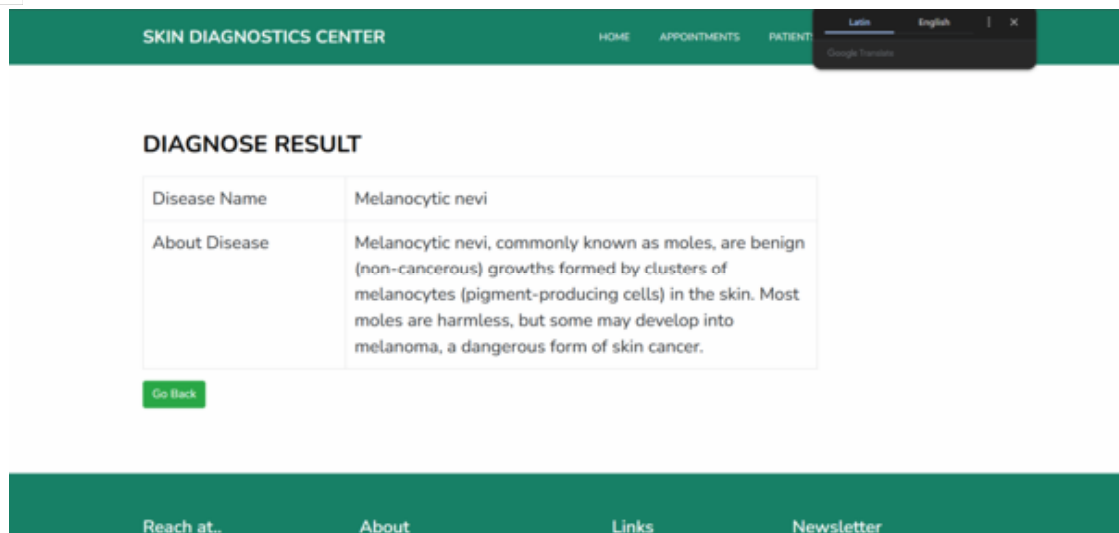 SKIN DIAGNOSTICS CENTER
HOME APPOINTMENTS PATIENTS
Latin English
Google Translate
DIAGNOSE RESULT
Disease Name Melanocytic nevi
About Disease Melanocytic nevi, commonly known as moles, are benign
(non-cancerous) growths formed by clusters of
melanocytes (pigment-producing cells) in the skin. Most
moles are harmless, but some may develop into
melanoma, a dangerous form of skin cancer.
Go Back
Reach at.. About Links Newsletter